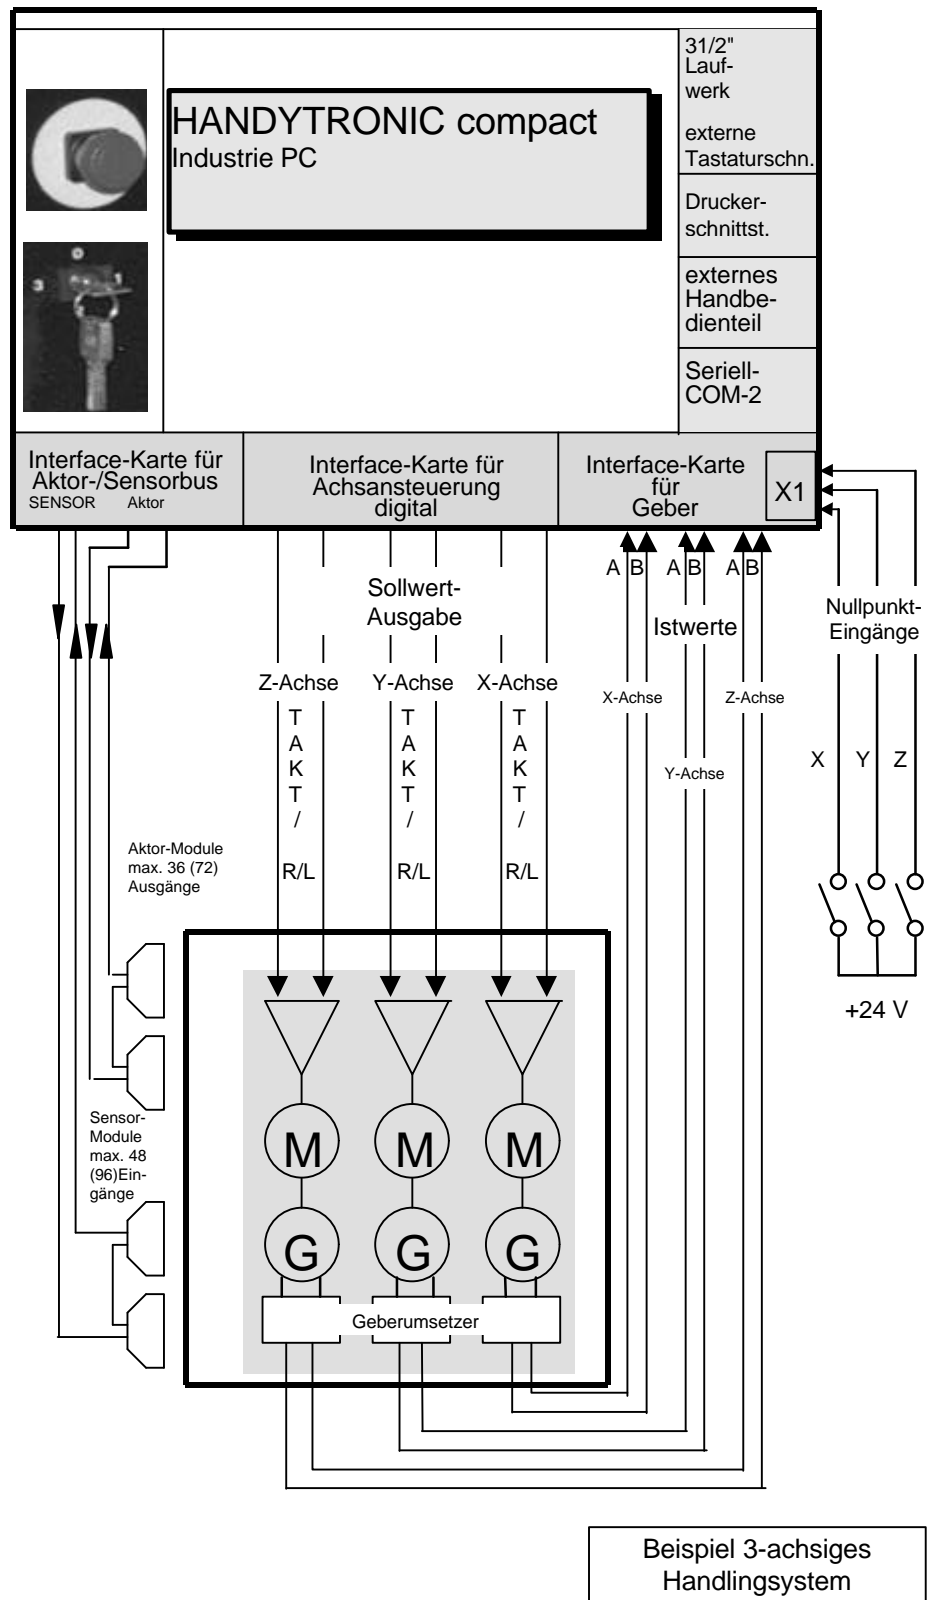 31/2"
Lauf-
werk
externe
Tastaturschn.
HANDYTRONIC compact
Industrie PC
Drucker-
schnittst.
externes
Handbe-
dienteil
Seriell-
COM-2
0
3
1
Interface-Karte für
Aktor-/Sensorbus
SENSOR Aktor
Interface-Karte für
Achsansteuerung
digital
Interface-Karte
für
Geber
X1
A B A B A B
Sollwert-
Ausgabe
Istwerte
Nullpunkt-
Eingänge
Z-Achse Y-Achse X-Achse
X-Achse Z-Achse
Y-Achse
T T T
A A A
K K K
T T T
/ / /
R/L R/L R/L
X Y Z
Aktor-Module
max. 36 (72)
Ausgänge
+24 V
Sensor-
Module
max. 48
(96)Ein-
gänge
M M M
G G G
Geberumsetzer
Beispiel 3-achsiges
Handlingsystem